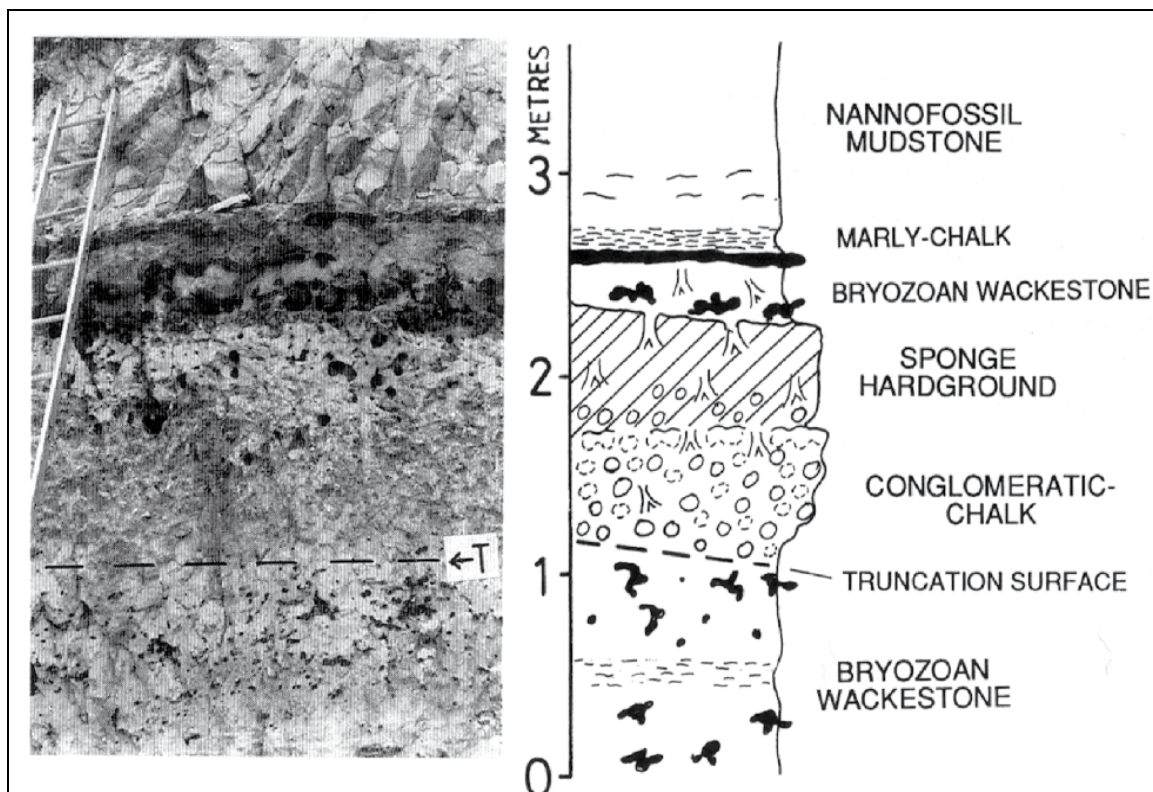 ←T
METRES
3
2
1
0
NANNOFOSSIL
MUDSTONE
MARLY-CHALK
BRYOZOAN WACKESTONE
SPONGE
HARDGROUND
CONGLOMERATIC-
CHALK
TRUNCATION SURFACE
BRYOZOAN
WACKESTONE